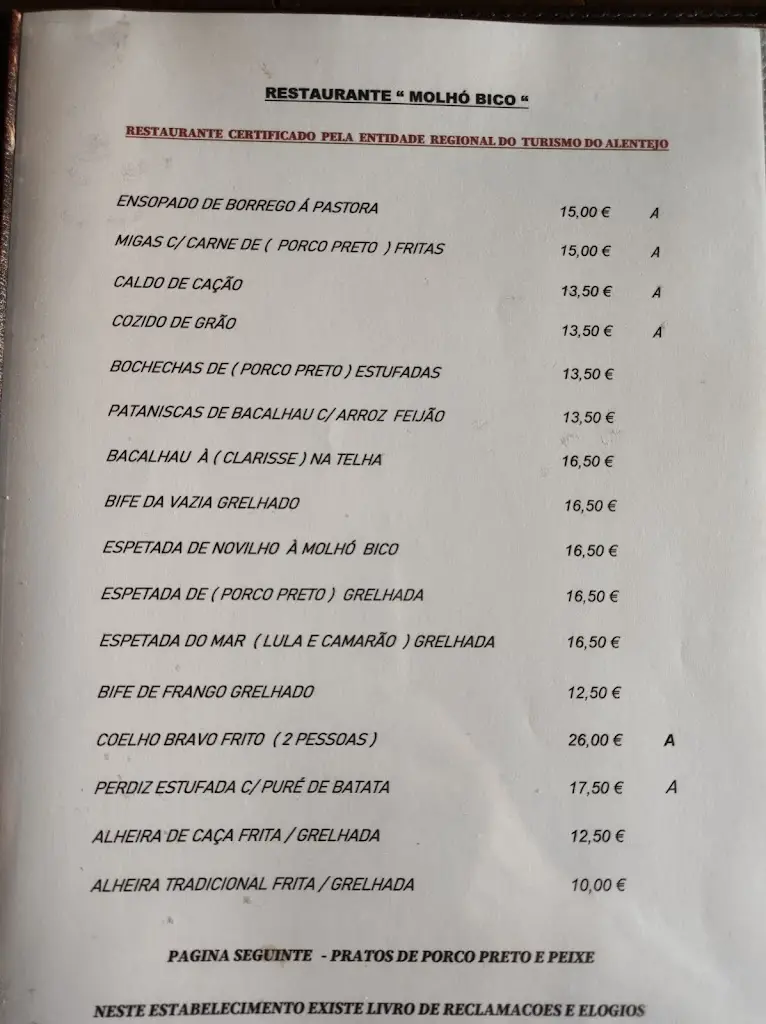 RESTAURANTE “ MOLHÓ BICO “
RESTAURANTE CERTIFICADO PELA ENTIDADE REGIONAL DO TURISMO DO ALENTEJO
ENSOPADO DE BORREGO Á PASTORA 15,00 € A
MIGAS C/ CARNE DE ( PORCO PRETO ) FRITAS 15,00 € A
CALDO DE CAÇÃO 13,50 € A
COZIDO DE GRÃO 13,50 € A
BOCHECHAS DE ( PORCO PRETO ) ESTUFADAS 13,50 €
PATANISCAS DE BACALHAU C/ ARROZ FEIJÃO 13,50 €
BACALHAU À ( CLARISSE ) NA TELHA 16,50 €
BIFE DA VAZIA GRELHADO 16,50 €
ESPETADA DE NOVILHO À MOLHÓ BICO 16,50 €
ESPETADA DE ( PORCO PRETO ) GRELHADA 16,50 €
ESPETADA DO MAR ( LULA E CAMARÃO ) GRELHADA 16,50 €
BIFE DE FRANGO GRELHADO 12,50 €
COELHO BRAVO FRITO ( 2 PESSOAS ) 26,00 € A
PERDIZ ESTUFADA C/ PURÉ DE BATATA 17,50 € A
ALHEIRA DE CAÇA FRITA / GRELHADA 12,50 €
ALHEIRA TRADICIONAL FRITA / GRELHADA 10,00 €
PAGINA SEGUINTE - PRATOS DE PORCO PRETO E PEIXE
NESTE ESTABELECIMENTO EXISTE LIVRO DE RECLAMACOES E ELOGIOS